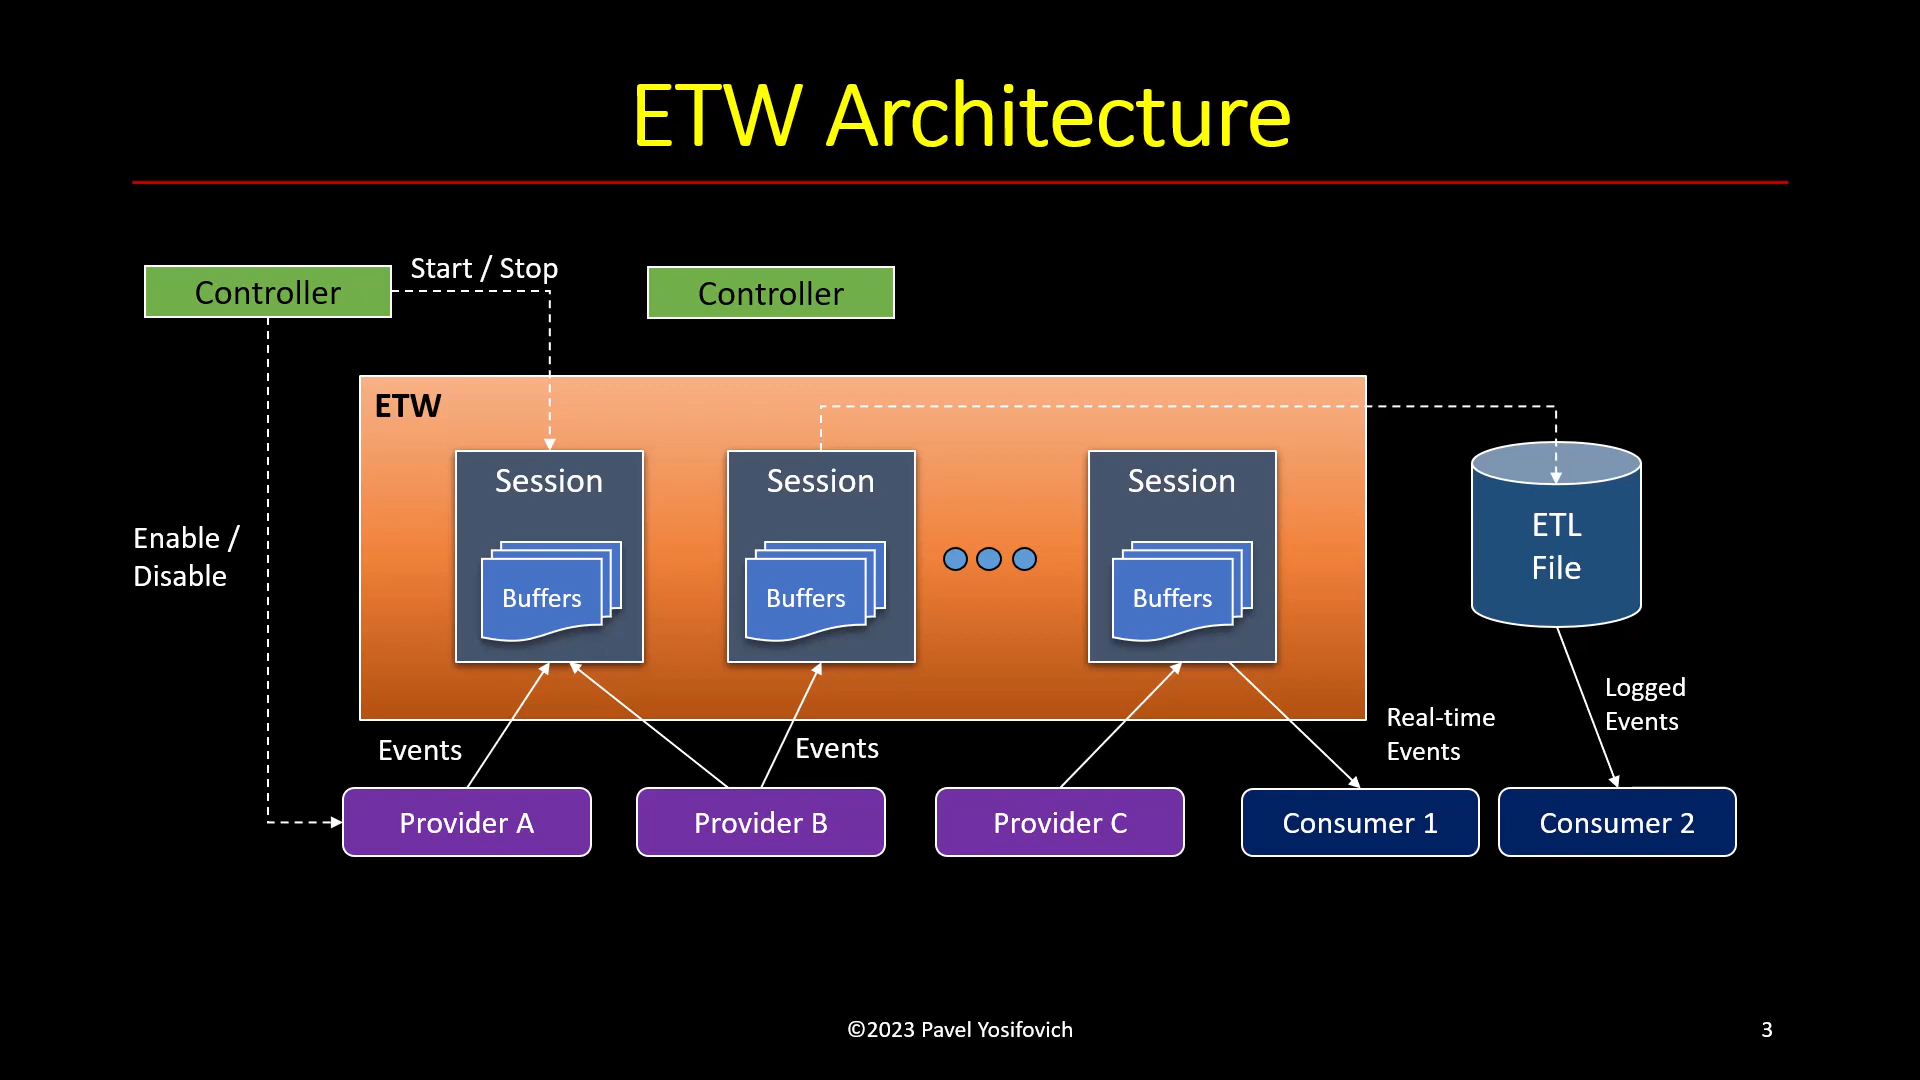 ETW Architecture
Controller
Start / Stop
Controller
ETW
Session
Session
Session
Buffers
Buffers
Buffers
ETL
File
Enable /
Disable
Events
Events
Real-time
Events
Logged
Events
Provider A
Provider B
Provider C
Consumer 1
Consumer 2
©2023 Pavel Yosifovich
3